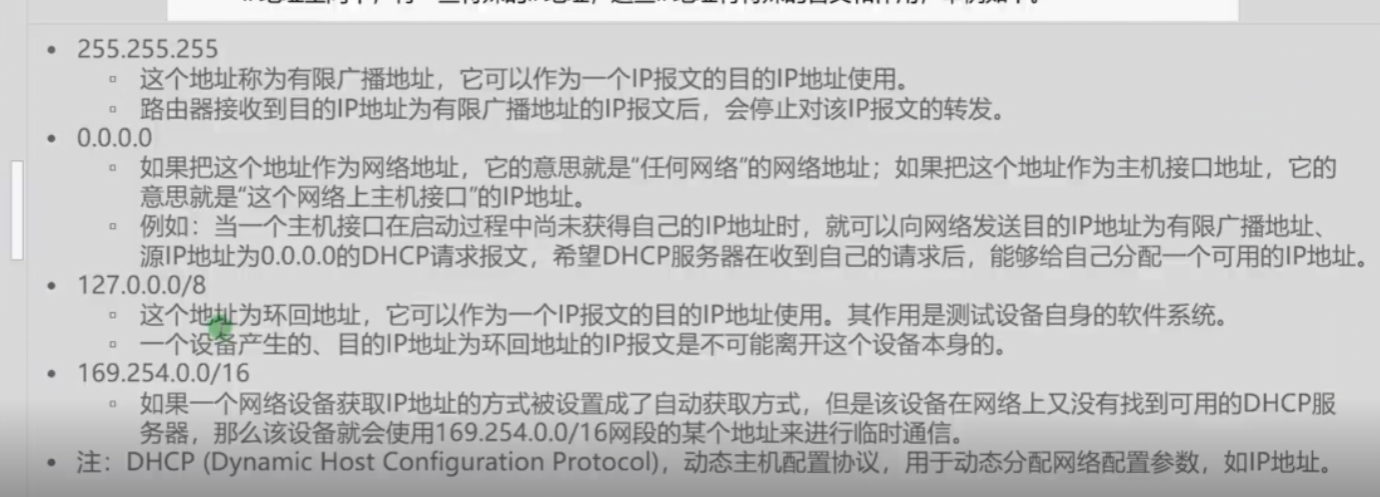 • 255.255.255
▫ 这个地址称为有限广播地址，它可以作为一个IP报文的目的IP地址使用。
▫ 路由器接收到目的IP地址为有限广播地址的IP报文后，会停止对该IP报文的转发。
• 0.0.0.0
▫ 如果把这个地址作为网络地址，它的意思就是“任何网络”的网络地址；如果把这个地址作为主机接口地址，它的
意思就是“这个网络上主机接口”的IP地址。
▫ 例如：当一个主机接口在启动过程中尚未获得自己的IP地址时，就可以向网络发送目的IP地址为有限广播地址、
源IP地址为0.0.0.0的DHCP请求报文，希望DHCP服务器在收到自己的请求后，能够给自己分配一个可用的IP地址。
• 127.0.0.0/8
▫ 这个地址为环回地址，它可以作为一个IP报文的目的IP地址使用。其作用是测试设备自身的软件系统。
▫ 一个设备产生的、目的IP地址为环回地址的IP报文是不可能离开这个设备本身的。
• 169.254.0.0/16
▫ 如果一个网络设备获取IP地址的方式被设置成了自动获取方式，但是该设备在网络上又没有找到可用的DHCP服
务器，那么该设备就会使用169.254.0.0/16网段的某个地址来进行临时通信。
• 注：DHCP (Dynamic Host Configuration Protocol)，动态主机配置协议，用于动态分配网络配置参数，如IP地址。